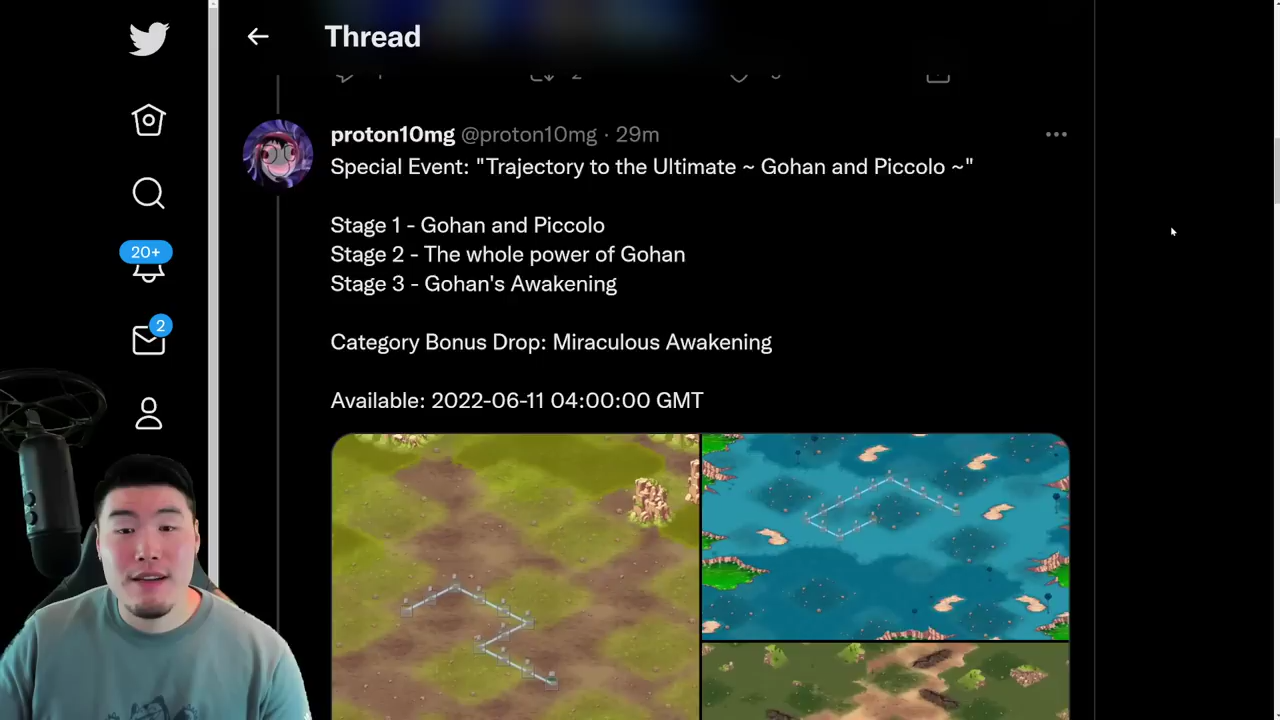 Thread
proton10mg @proton10mg · 29m
Special Event: "Trajectory to the Ultimate ~ Gohan and Piccolo ~"
20+
Stage 1 - Gohan and Piccolo
Stage 2 - The whole power of Gohan
Stage 3 - Gohan's Awakening
2
Category Bonus Drop: Miraculous Awakening
Available: 2022-06-11 04:00:00 GMT